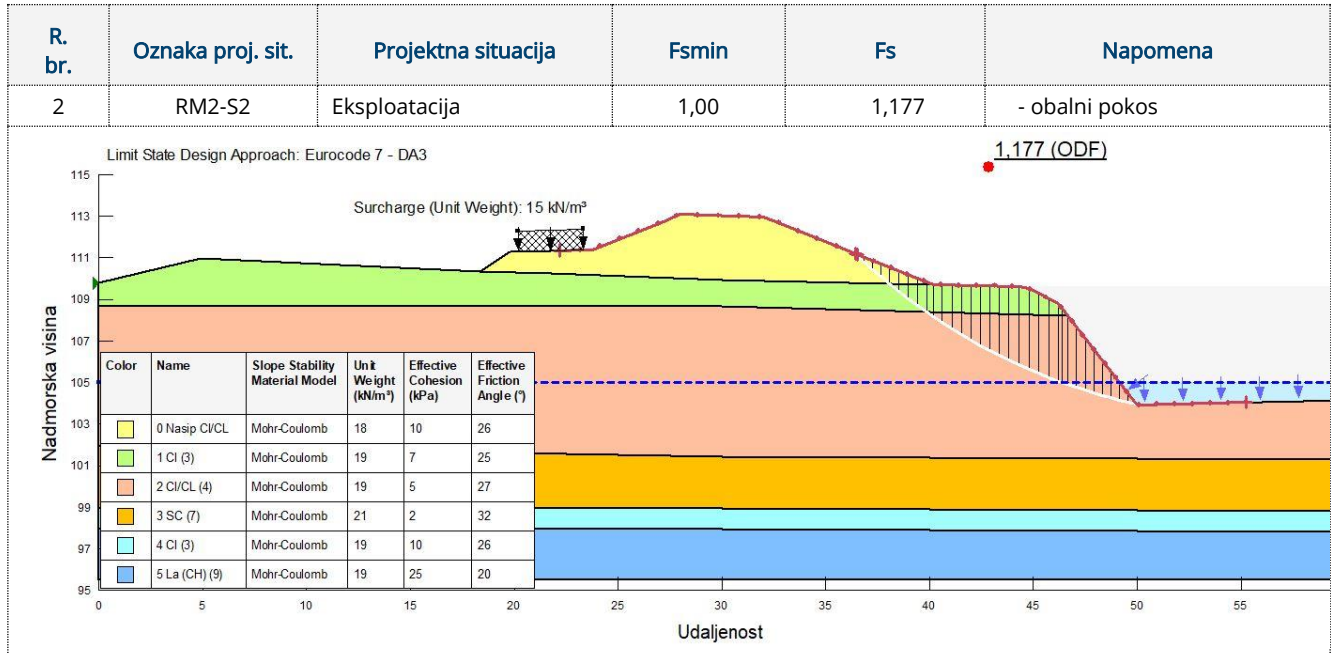 R. br. Oznaka proj. sit. Projektna situacija Fsmin Fs Napomena
2 RM2-S2 Eksploatacija 1,00 1,177 - obalni pokos
Limit State Design Approach: Eurocode 7 - DA3
1,177 (ODF)
Surcharge (Unit Weight): 15 kN/m³
Nadmorska visina
115
113
111
109
107
105
103
101
99
97
95
Color Name Slope Stability Material Model Unit Weight (kN/m³) Effective Cohesion (kPa) Effective Friction Angle (°)
0 Nasip CI/CL Mohr-Coulomb 18 10 26
1 CI (3) Mohr-Coulomb 19 7 25
2 CI/CL (4) Mohr-Coulomb 19 5 27
3 SC (7) Mohr-Coulomb 21 2 32
4 CI (3) Mohr-Coulomb 19 10 26
5 La (CH) (9) Mohr-Coulomb 19 25 20
0 5 10 15 20 25 30 35 40 45 50 55
Udaljenost